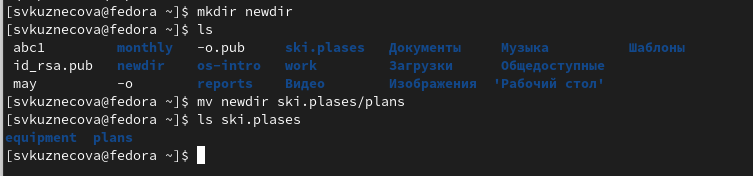 [svkuznecova@fedora ~]$ mkdir newdir
[svkuznecova@fedora ~]$ ls
abc1 monthly -o.pub ski.plases Документы Музыка Шаблоны
id_rsa.pub newdir os-intro work Загрузки Общедоступные
may -o reports Видео Изображения 'Рабочий стол'
[svkuznecova@fedora ~]$ mv newdir ski.plases/plans
[svkuznecova@fedora ~]$ ls ski.plases
equipment plans
[svkuznecova@fedora ~]$